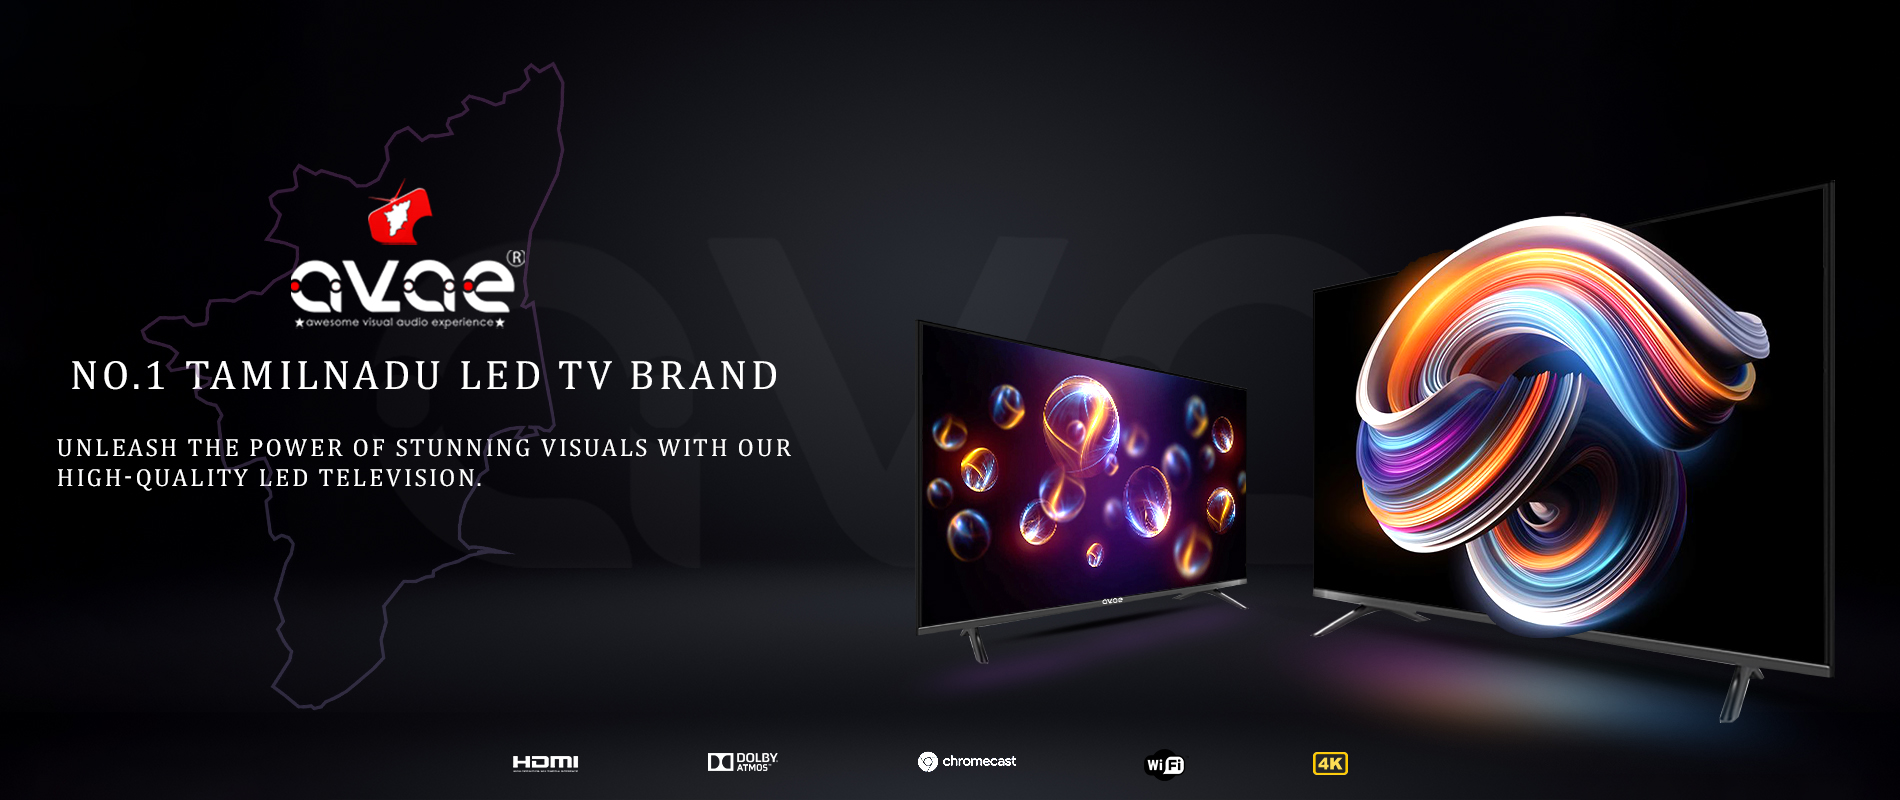 avae®
★awesome visual audio experience★
NO.1 TAMILNADU LED TV BRAND
UNLEASH THE POWER OF STUNNING VISUALS WITH OUR
HIGH-QUALITY LED TELEVISION.
avae
HDMI
DOLBY
ATMOS
chromecast
WiFi
4K